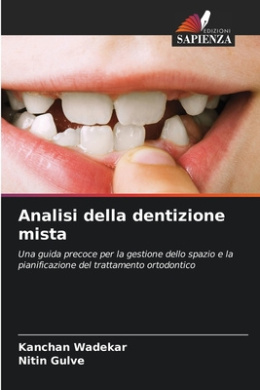 EDIZIONI
SAPIENZA
Analisi della dentizione
mista
Una guida precoce per la gestione dello spazio e la
pianificazione del trattamento ortodontico
Kanchan Wadekar
Nitin Gulve